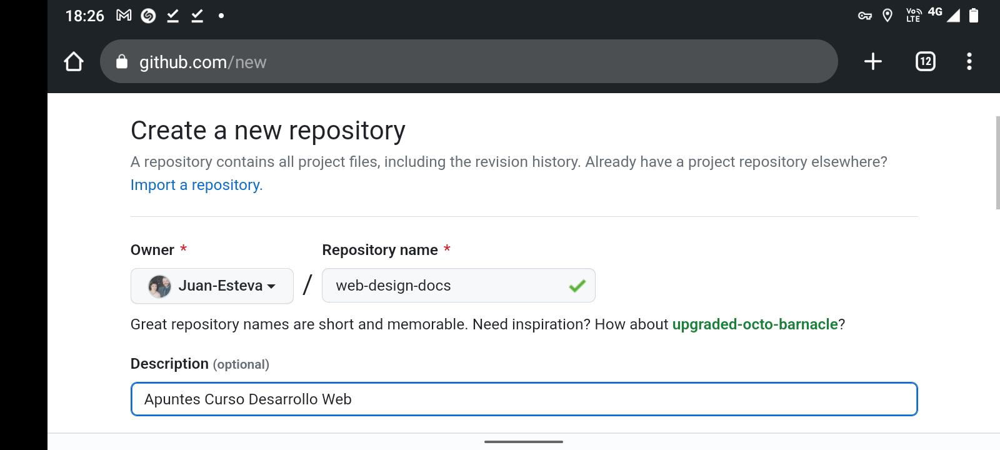 18:26
Vo LTE 4G
github.com/new
12
Create a new repository
A repository contains all project files, including the revision history. Already have a project repository elsewhere?
Import a repository.
Owner * Repository name *
Juan-Esteva / web-design-docs
Great repository names are short and memorable. Need inspiration? How about upgraded-octo-barnacle?
Description (optional)
Apuntes Curso Desarrollo Web